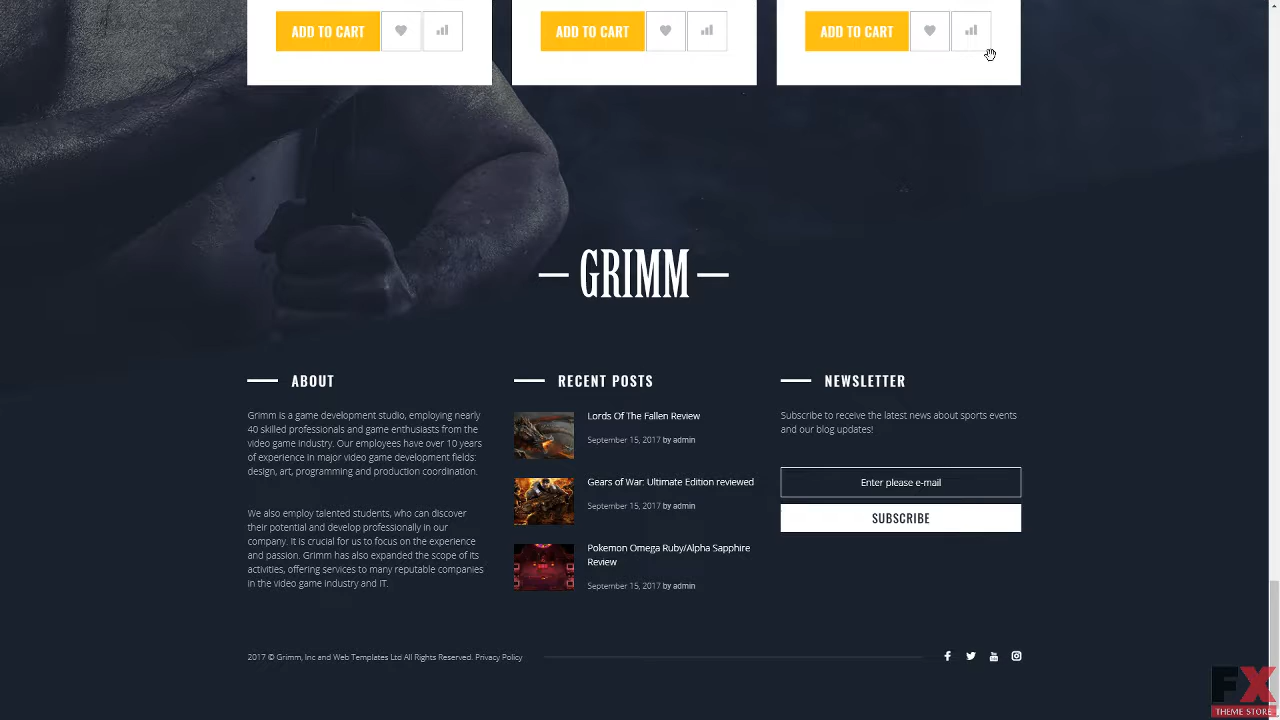 ADD TO CART
ADD TO CART
ADD TO CART
GRIMM
ABOUT
Grimm is a game development studio, employing nearly
40 skilled professionals and game enthusiasts from the
video game industry. Our employees have over 10 years
of experience in major video game development fields:
design, art, programming and production coordination.
We also employ talented students, who can discover
their potential and develop professionally in our
company. It is crucial for us to focus on the experience
and passion. Grimm has also expanded the scope of its
activities, offering services to many reputable companies
in the video game industry and IT.
RECENT POSTS
Lords Of The Fallen Review
September 15, 2017 by admin
Gears of War: Ultimate Edition reviewed
September 15, 2017 by admin
Pokemon Omega Ruby/Alpha Sapphire
Review
September 15, 2017 by admin
NEWSLETTER
Subscribe to receive the latest news about sports events
and our blog updates!
Enter please e-mail
SUBSCRIBE
2017 © Grimm, Inc and Web Templates Ltd All Rights Reserved. Privacy Policy
FX
THEME STORE